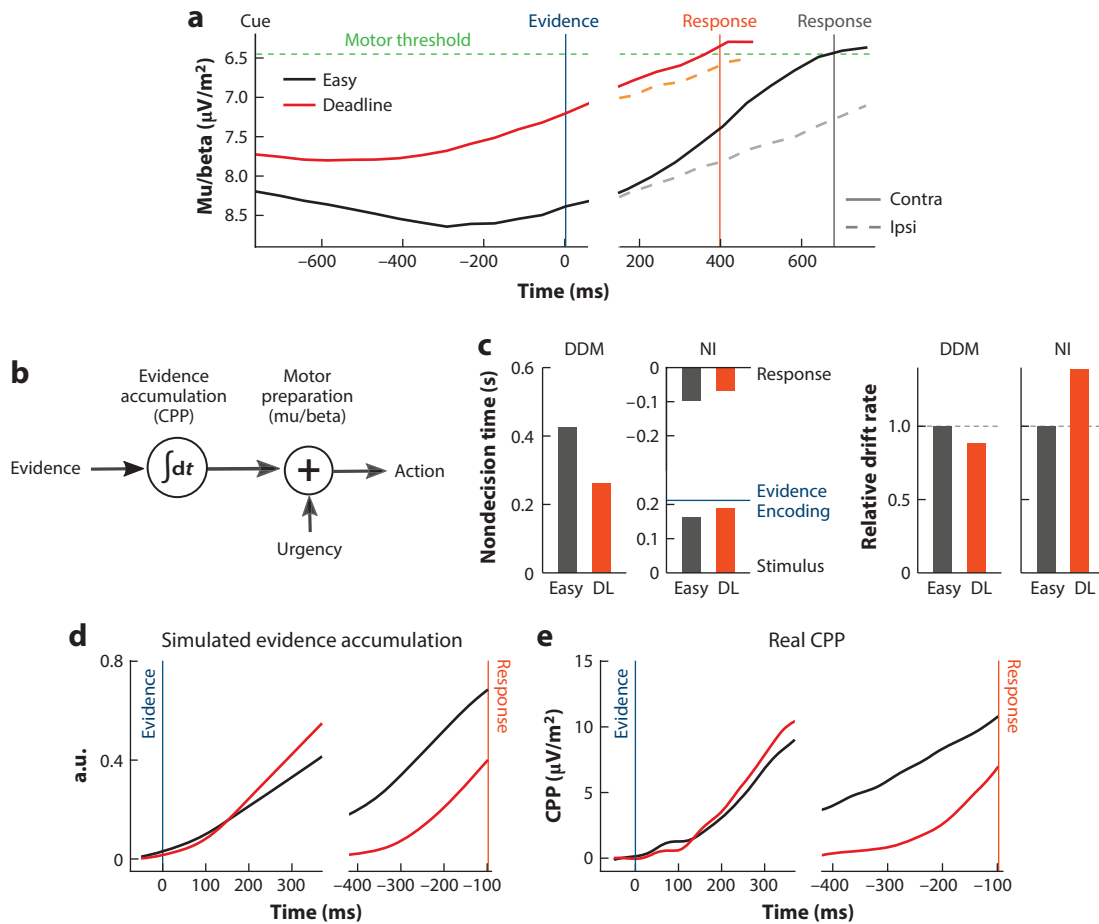 a
Cue
Evidence
Response
Response
Motor threshold
6.5
7.0
7.5
8.0
8.5
Mu/beta (μV/m²)
Easy
Deadline
Contra
Ipsi
−600
−400
−200
0
150
400
600
Time (ms)
b
Evidence
accumulation
(CPP)
Motor
preparation
(mu/beta)
Evidence
∫dt
+
Action
Urgency
c
DDM
NI
DDM
NI
Nondecision time (s)
0.6
0.4
0.2
0
0
−0.1
−0.2
0.2
0
Response
Evidence
Encoding
Stimulus
Easy DL
Easy DL
Relative drift rate
1.0
0.5
0
Easy DL
Easy DL
d
Simulated evidence accumulation
0.8
0.4
0
a.u.
Evidence
Response
0
100
200
300
−400
−300
−200
−100
Time (ms)
e
Real CPP
15
10
5
0
CPP (μV/m²)
Evidence
Response
0
100
200
300
−400
−300
−200
−100
Time (ms)